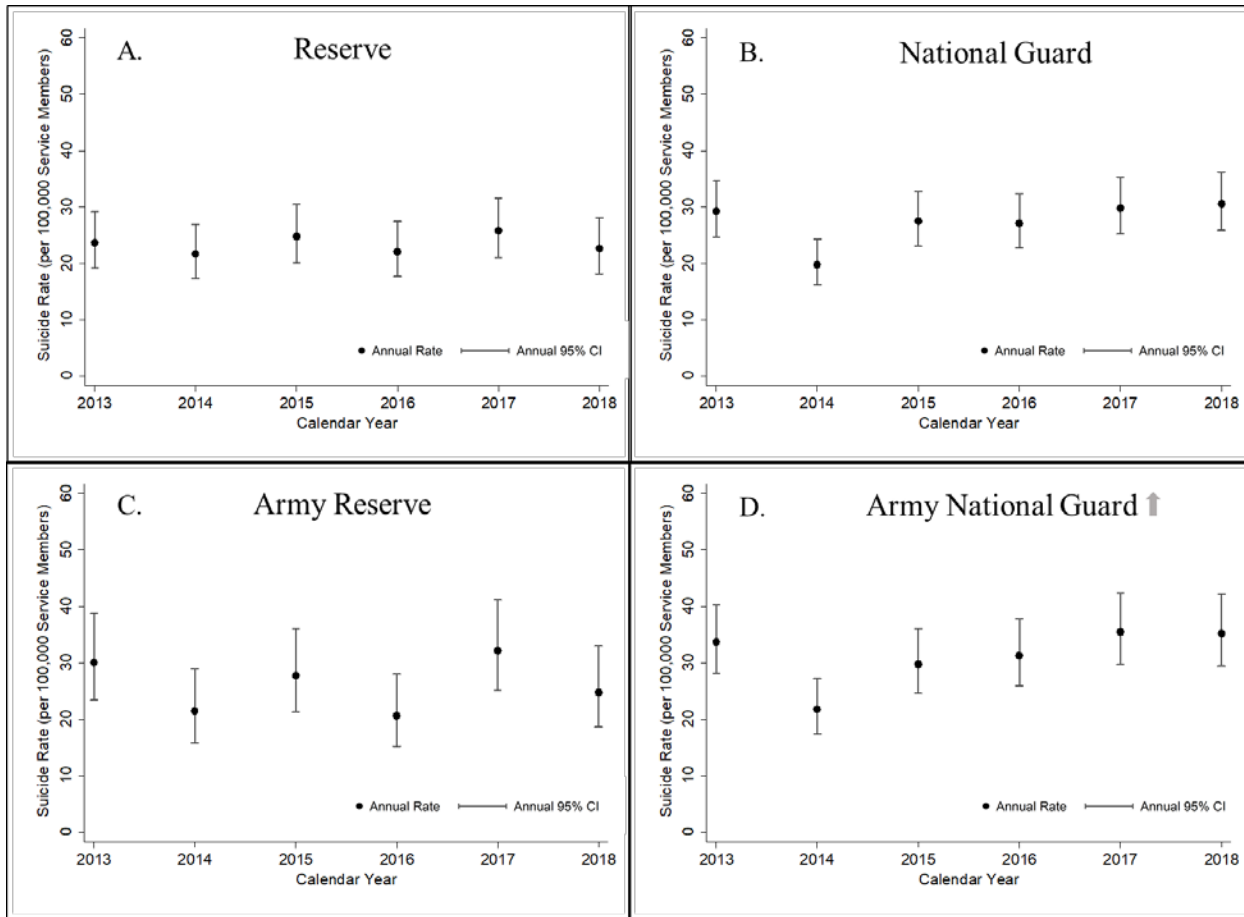 A. Reserve
Suicide Rate (per 100,000 Service Members)
60
50
40
30
20
10
0
Annual Rate Annual 95% CI
2013 2014 2015 2016 2017 2018
Calendar Year
B. National Guard
Suicide Rate (per 100,000 Service Members)
60
50
40
30
20
10
0
Annual Rate Annual 95% CI
2013 2014 2015 2016 2017 2018
Calendar Year
C. Army Reserve
Suicide Rate (per 100,000 Service Members)
60
50
40
30
20
10
0
Annual Rate Annual 95% CI
2013 2014 2015 2016 2017 2018
Calendar Year
D. Army National Guard
Suicide Rate (per 100,000 Service Members)
60
50
40
30
20
10
0
Annual Rate Annual 95% CI
2013 2014 2015 2016 2017 2018
Calendar Year